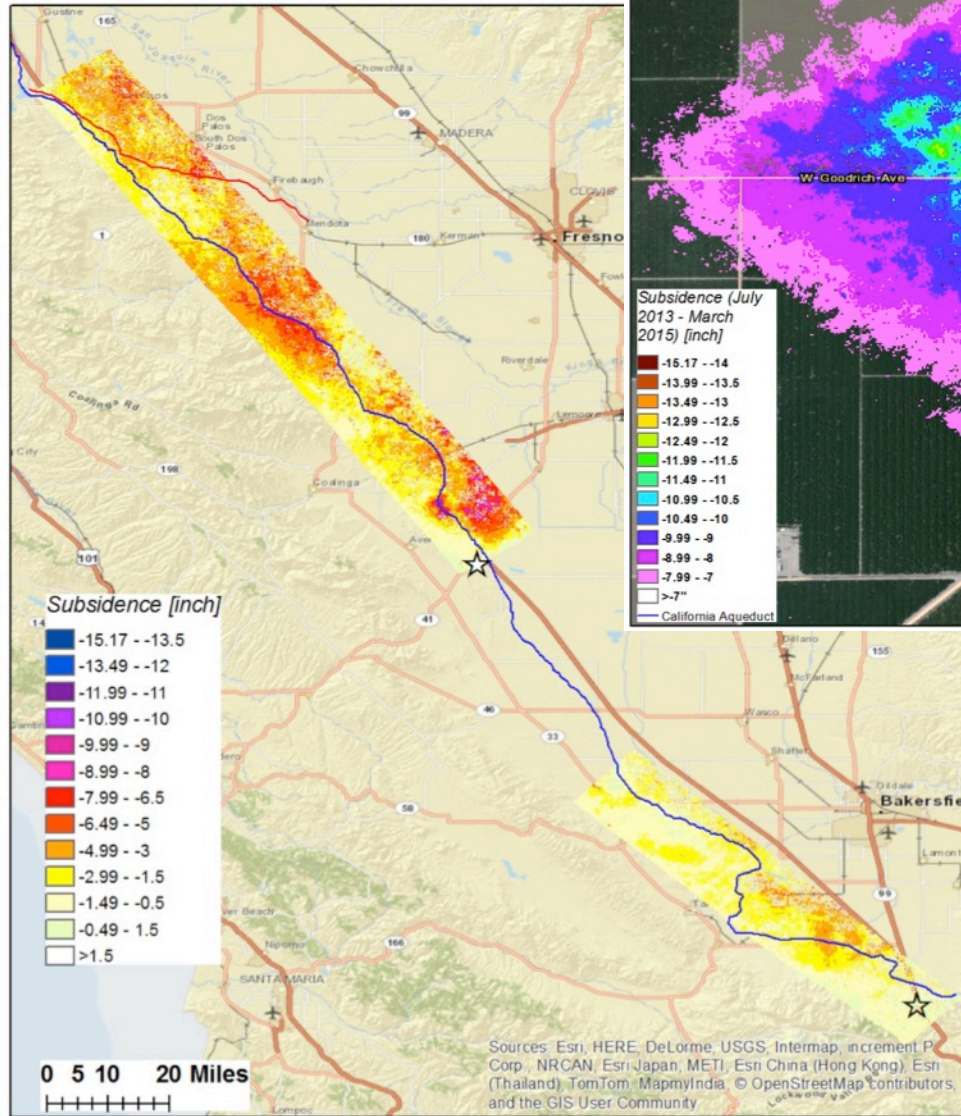 Gustine
165
San Joaquin River
Chowchilla
99
MADERA
Dos
Palos
South Dos
Palos
Firebaugh
Mendota
CLOVIS
1
180
Kerman
Fresno
Riverdale
Lemoore
Coalinga Rd
City
198
Coalinga
101
41
46
33
Delano
155
McFarland
Wasco
Shafter
58
Oildale
Bakersfie
Lamont
99
166
Nipomo
SANTA MARIA
Lompoc
W Goodrich Ave
Subsidence (July
2013 - March
2015) [inch]
-15.17 - -14
-13.99 - -13.5
-13.49 - -13
-12.99 - -12.5
-12.49 - -12
-11.99 - -11.5
-11.49 - -11
-10.99 - -10.5
-10.49 - -10
-9.99 - -9
-8.99 - -8
-7.99 - -7
>-7"
California Aqueduct
Subsidence [inch]
-15.17 - -13.5
-13.49 - -12
-11.99 - -11
-10.99 - -10
-9.99 - -9
-8.99 - -8
-7.99 - -6.5
-6.49 - -5
-4.99 - -3
-2.99 - -1.5
-1.49 - -0.5
-0.49 - 1.5
>1.5
0 5 10 20 Miles
Sources: Esri, HERE, DeLorme, USGS, Intermap, increment P
Corp., NRCAN, Esri Japan, METI, Esri China (Hong Kong), Esri
(Thailand), TomTom, MapmyIndia, © OpenStreetMap contributors,
and the GIS User Community